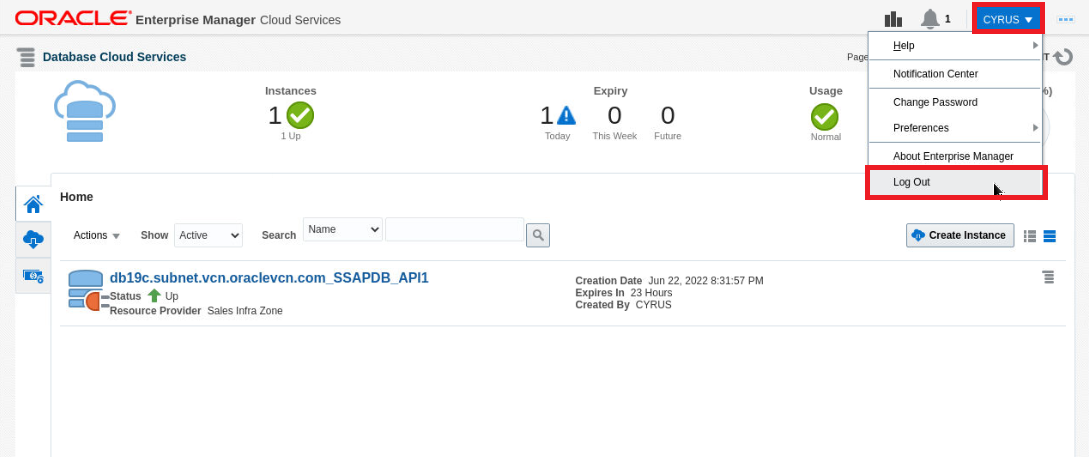 ORACLE Enterprise Manager Cloud Services 1 CYRUS
Database Cloud Services Page T
Help
Notification Center
Change Password
Preferences
About Enterprise Manager
Log Out
Instances Expiry Usage %)
1 1 0 0
1 Up Today This Week Future Normal
Home
Actions Show Active Search Name Create Instance
db19c.subnet.vcn.oraclevcn.com_SSAPDB_API1
Status Up
Resource Provider Sales Infra Zone
Creation Date Jun 22, 2022 8:31:57 PM
Expires In 23 Hours
Created By CYRUS